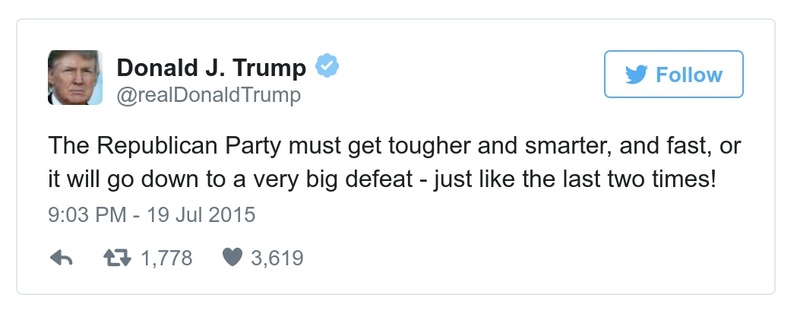 Donald J. Trump
Follow
@realDonaldTrump
The Republican Party must get tougher and smarter, and fast, or
it will go down to a very big defeat - just like the last two times!
9:03 PM - 19 Jul 2015
1,778 3,619